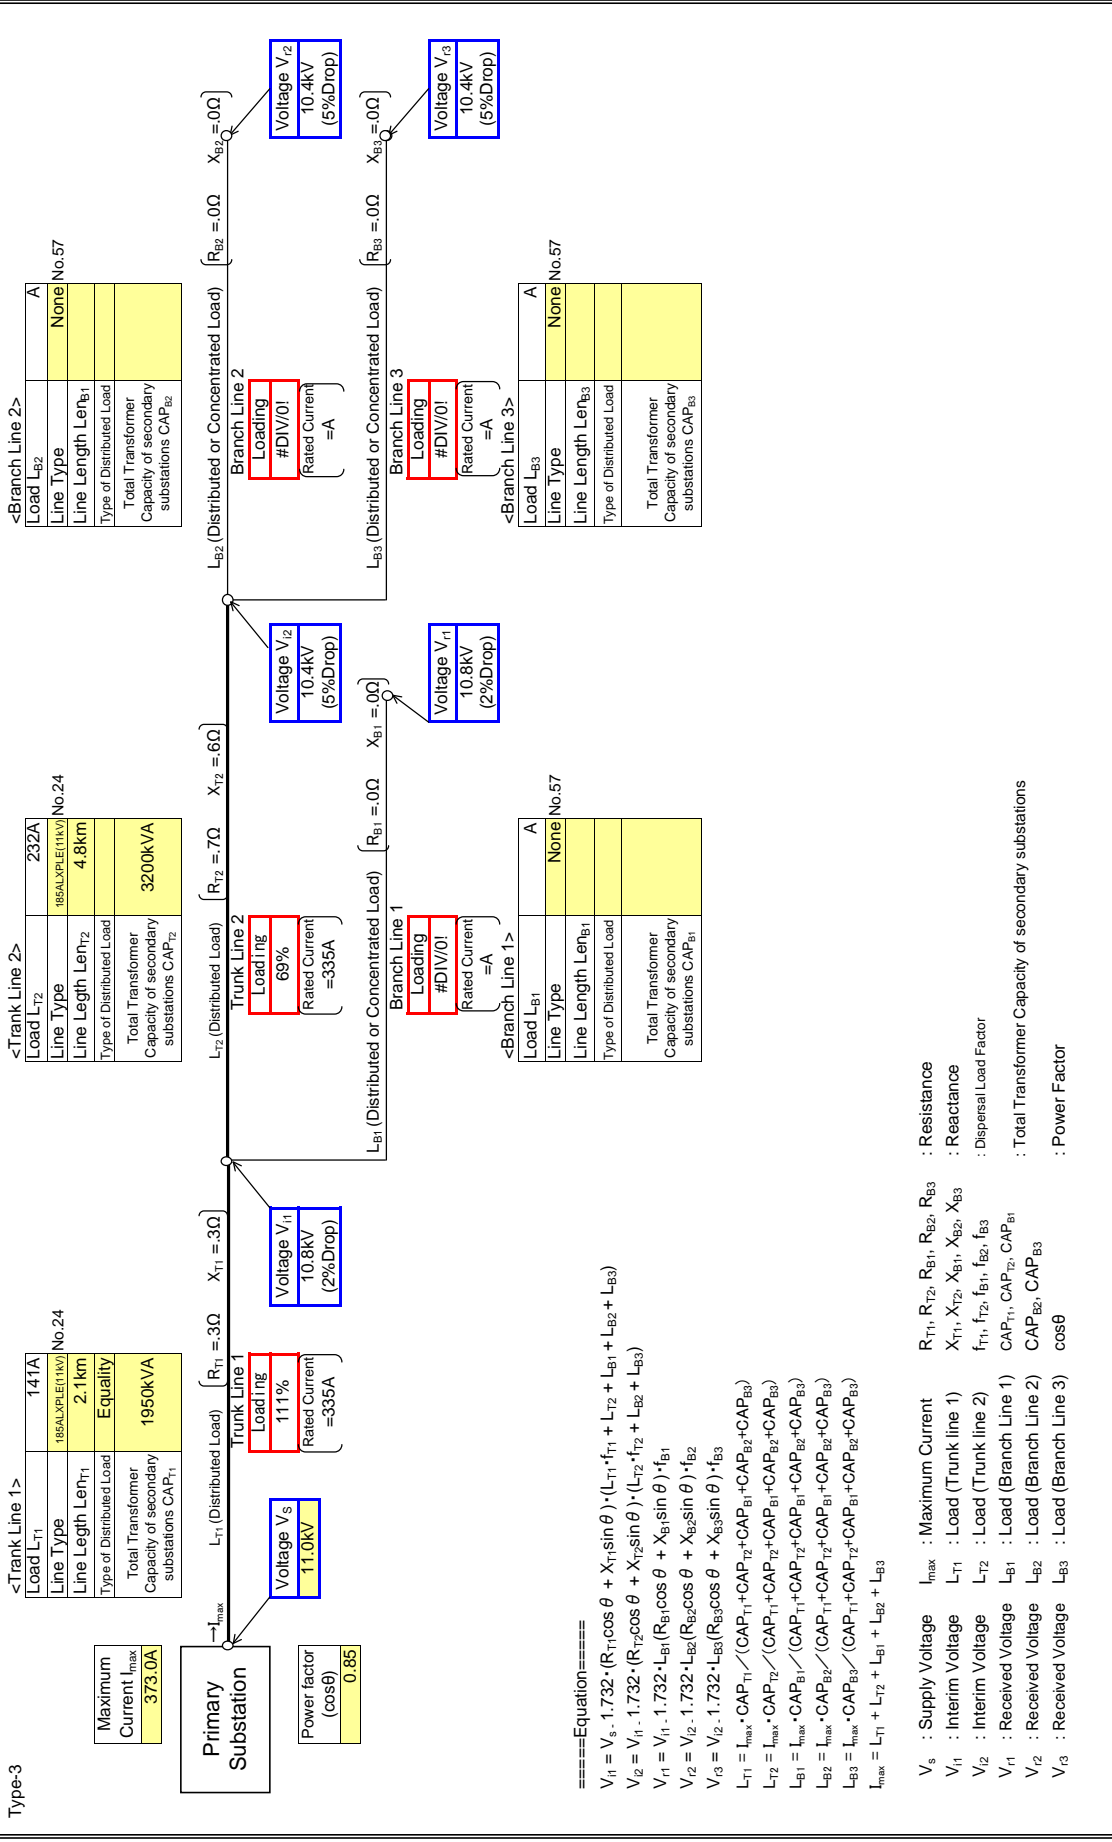 Type-3
<Trank Line 1>
Load LT1 141A
Line Type 185ALXPLE(11kV) No.24
Line Legth LenT1 2.1km
Type of Distributed Load Equality
Total Transformer Capacity of secondary substations CAPT1 1950kVA
<Trank Line 2>
Load LT2 232A
Line Type 185ALXPLE(11kV) No.24
Line Legth LenT2 4.8km
Type of Distributed Load
Total Transformer Capacity of secondary substations CAPT2 3200kVA
<Branch Line 2>
Load LB2 A
Line Type None No.57
Line Length LenB1
Type of Distributed Load
Total Transformer Capacity of secondary substations CAPB2
Maximum Current Imax
373.0A
Primary Substation
Power factor (cosθ)
0.85
→Imax
LT1 (Distributed Load)
RT1 =.3Ω XT1 =.3Ω
Trunk Line 1
Loading
111%
Rated Current =335A
Voltage VS
11.0kV
Voltage Vi1
10.8kV
(2%Drop)
LT2 (Distributed Load)
RT2 =.7Ω XT2 =.6Ω
Trunk Line 2
Loading
69%
Rated Current =335A
Voltage Vi2
10.4kV
(5%Drop)
LB2 (Distributed or Concentrated Load)
RB2 =.0Ω XB2 =.0Ω
Branch Line 2
Loading
#DIV/0!
Rated Current =A
Voltage Vr2
10.4kV
(5%Drop)
LB1 (Distributed or Concentrated Load)
RB1 =.0Ω XB1 =.0Ω
Branch Line 1
Loading
#DIV/0!
Rated Current =A
Voltage Vr1
10.8kV
(2%Drop)
LB3 (Distributed or Concentrated Load)
RB3 =.0Ω XB3 =.0Ω
Branch Line 3
Loading
#DIV/0!
Rated Current =A
Voltage Vr3
10.4kV
(5%Drop)
<Branch Line 1>
Load LB1 A
Line Type None No.57
Line Length LenB1
Type of Distributed Load
Total Transformer Capacity of secondary substations CAPB1
<Branch Line 3>
Load LB3 A
Line Type None No.57
Line Length LenB3
Type of Distributed Load
Total Transformer Capacity of secondary substations CAPB3
=====Equation=====
Vi1 = VS - 1.732・(RT1cosθ + XT1sinθ)・(LT1・fT1 + LT2 + LB1 + LB2 + LB3)
Vi2 = Vi1 - 1.732・(RT2cosθ + XT2sinθ)・(LT2・fT2 + LB2 + LB3)
Vr1 = Vi1 - 1.732・LB1(RB1cosθ + XB1sinθ)・fB1
Vr2 = Vi2 - 1.732・LB2(RB2cosθ + XB2sinθ)・fB2
Vr3 = Vi2 - 1.732・LB3(RB3cosθ + XB3sinθ)・fB3
LT1 = Imax・CAPT1／(CAPT1+CAPT2+CAPB1+CAPB2+CAPB3)
LT2 = Imax・CAPT2／(CAPT1+CAPT2+CAPB1+CAPB2+CAPB3)
LB1 = Imax・CAPB1／(CAPT1+CAPT2+CAPB1+CAPB2+CAPB3)
LB2 = Imax・CAPB2／(CAPT1+CAPT2+CAPB1+CAPB2+CAPB3)
LB3 = Imax・CAPB3／(CAPT1+CAPT2+CAPB1+CAPB2+CAPB3)
Imax = LT1 + LT2 + LB1 + LB2 + LB3
Vs : Supply Voltage Imax : Maximum Current RT1, RT2, RB1, RB2, RB3 : Resistance
Vi1 : Interim Voltage LT1 : Load (Trunk line 1) XT1, XT2, XB1, XB2, XB3 : Reactance
Vi2 : Interim Voltage LT2 : Load (Trunk line 2) fT1, fT2, fB1, fB2, fB3 : Dispersal Load Factor
Vr1 : Received Voltage LB1 : Load (Branch Line 1) CAPT1, CAPT2, CAPB1 : Total Transformer Capacity of secondary substations
Vr2 : Received Voltage LB2 : Load (Branch Line 2) CAPB2, CAPB3
Vr3 : Received Voltage LB3 : Load (Branch Line 3) cosθ : Power Factor